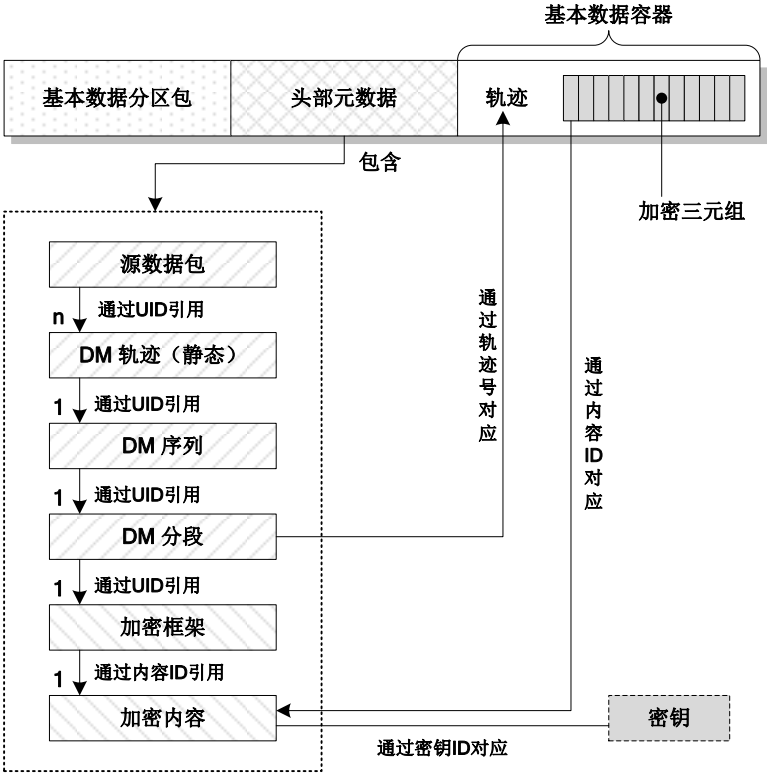 基本数据容器
基本数据分区包
头部元数据
轨迹
包含
加密三元组
源数据包
n
通过UID引用
DM 轨迹（静态）
1
通过UID引用
DM 序列
1
通过UID引用
DM 分段
1
通过UID引用
加密框架
1
通过内容ID引用
加密内容
通过轨迹号对应
通过内容ID对应
密钥
通过密钥ID对应